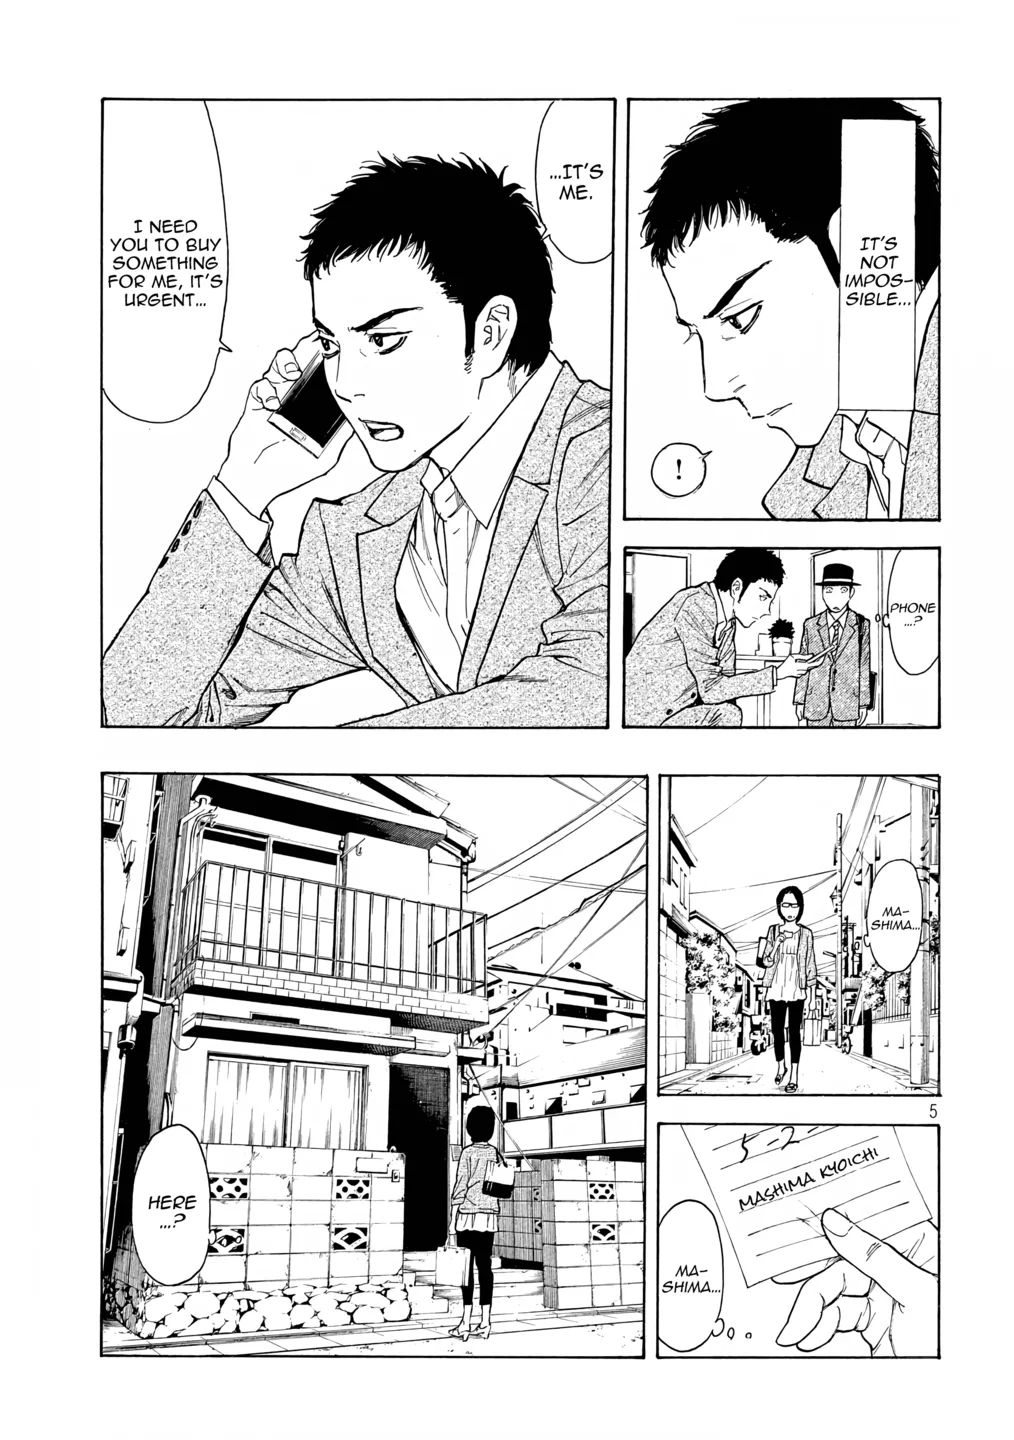 IT'S
NOT
IMPOS-
SIBLE...
!
PHONE
...?
...IT'S
ME.
I NEED
YOU TO BUY
SOMETHING
FOR ME, IT'S
URGENT...
MA-
SHIMA...
5
5-2-
MASHIMA KYOICHI
MA-
SHIMA...
HERE
...?